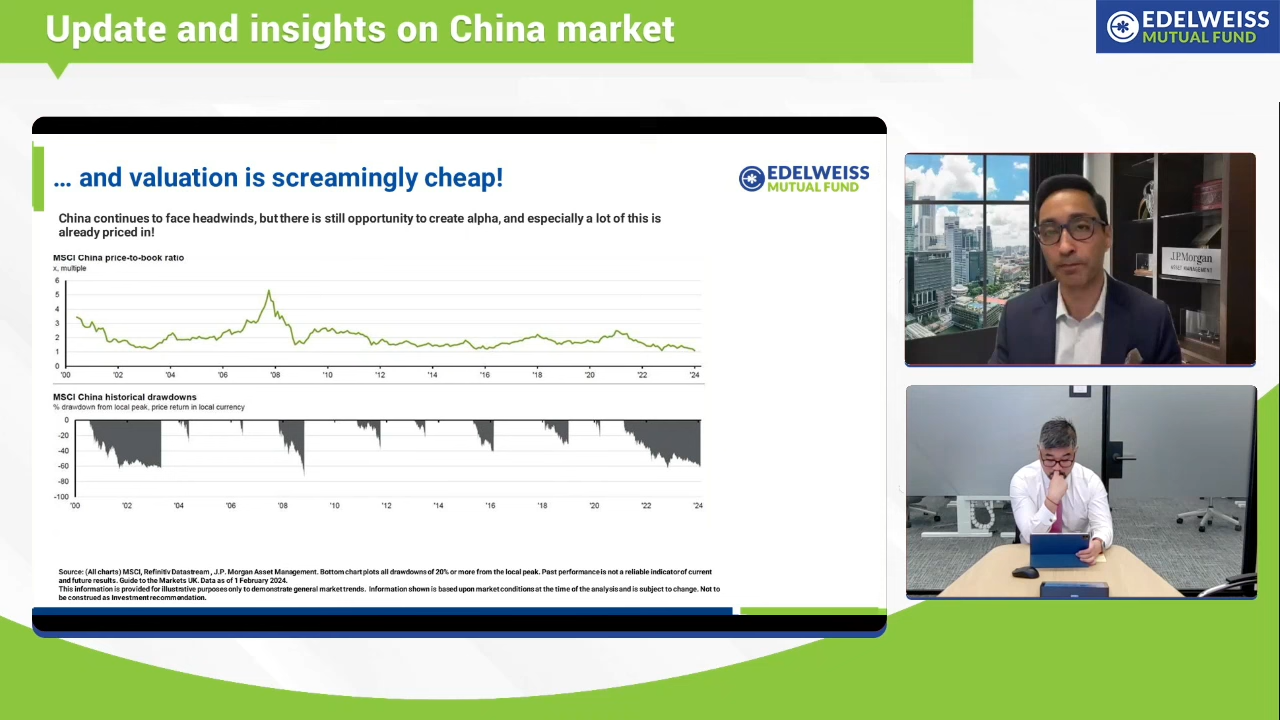 Update and insights on China market
EDELWEISS
MUTUAL FUND
… and valuation is screamingly cheap!
EDELWEISS
MUTUAL FUND
China continues to face headwinds, but there is still opportunity to create alpha, and especially a lot of this is
already priced in!
MSCI China price-to-book ratio
x, multiple
6
5
4
3
2
1
0
'00 '02 '04 '06 '08 '10 '12 '14 '16 '18 '20 '22 '24
MSCI China historical drawdowns
% drawdown from local peak, price return in local currency
0
-20
-40
-60
-80
-100
'00 '02 '04 '06 '08 '10 '12 '14 '16 '18 '20 '22 '24
Source: (All charts) MSCI, Refinitiv Datastream, J.P. Morgan Asset Management. Bottom chart plots all drawdowns of 20% or more from the local peak. Past performance is not a reliable indicator of current
and future results. Guide to the Markets UK. Data as of 1 February 2024.
This information is provided for illustrative purposes only to demonstrate general market trends. Information shown is based upon market conditions at the time of the analysis and is subject to change. Not to
be construed as investment recommendation.
J.P.Morgan
ASSET MANAGEMENT